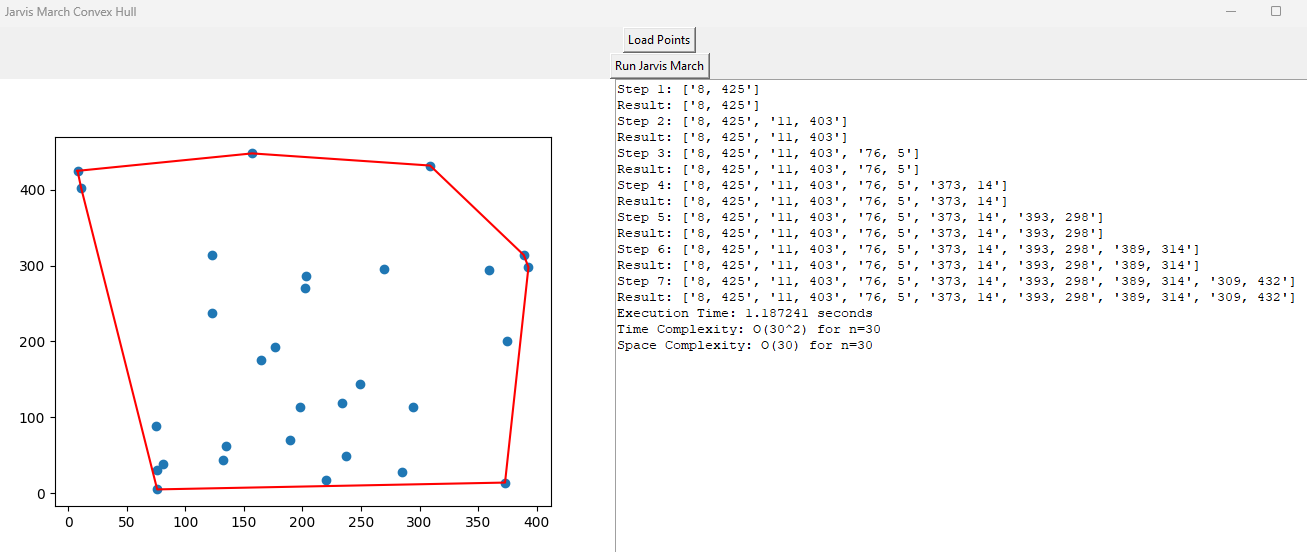 Jarvis March Convex Hull
Load Points
Run Jarvis March
400
300
200
100
0
0 50 100 150 200 250 300 350 400
Step 1: ['8, 425']
Result: ['8, 425']
Step 2: ['8, 425', '11, 403']
Result: ['8, 425', '11, 403']
Step 3: ['8, 425', '11, 403', '76, 5']
Result: ['8, 425', '11, 403', '76, 5']
Step 4: ['8, 425', '11, 403', '76, 5', '373, 14']
Result: ['8, 425', '11, 403', '76, 5', '373, 14']
Step 5: ['8, 425', '11, 403', '76, 5', '373, 14', '393, 298']
Result: ['8, 425', '11, 403', '76, 5', '373, 14', '393, 298']
Step 6: ['8, 425', '11, 403', '76, 5', '373, 14', '393, 298', '389, 314']
Result: ['8, 425', '11, 403', '76, 5', '373, 14', '393, 298', '389, 314']
Step 7: ['8, 425', '11, 403', '76, 5', '373, 14', '393, 298', '389, 314', '309, 432']
Result: ['8, 425', '11, 403', '76, 5', '373, 14', '393, 298', '389, 314', '309, 432']
Execution Time: 1.187241 seconds
Time Complexity: O(30^2) for n=30
Space Complexity: O(30) for n=30